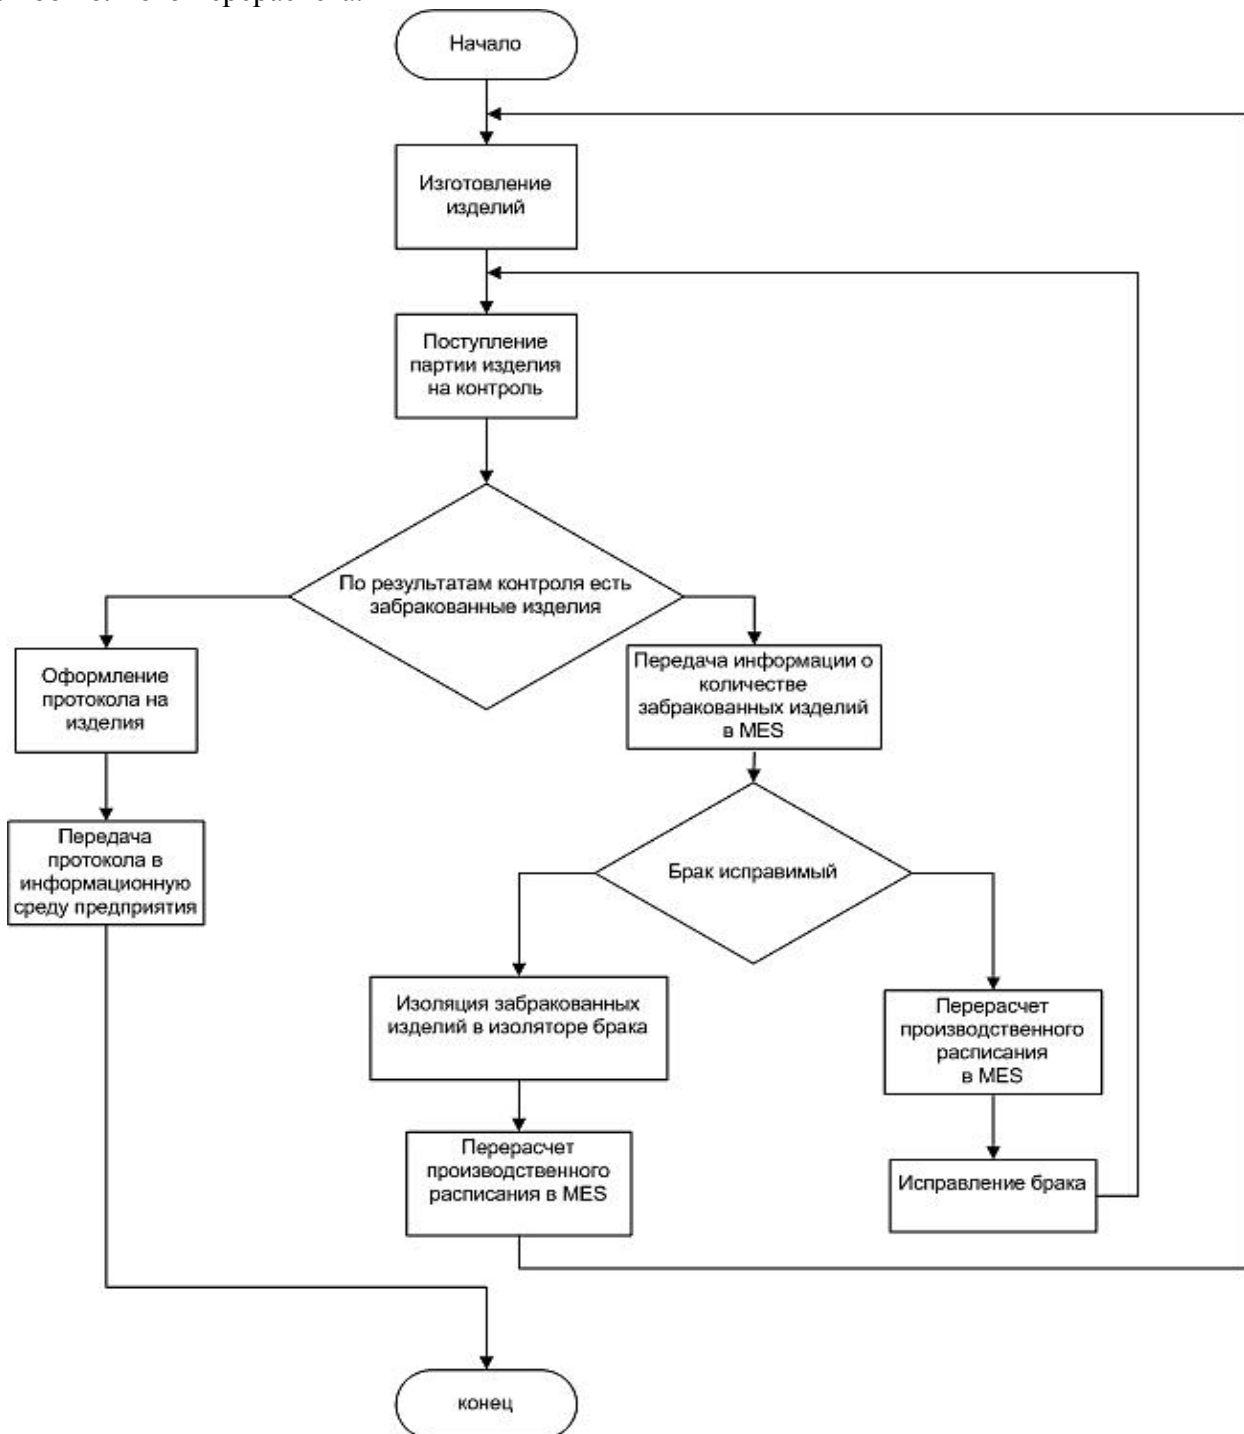 Начало
Изготовление
изделий
Поступление
партии изделия
на контроль
По результатам контроля есть
забракованные изделия
Оформление
протокола на
изделия
Передача информации о
количестве
забракованных изделий
в MES
Передача
протокола в
информационную
среду предприятия
Брак исправимый
Изоляция забракованных
изделий в изоляторе брака
Перерасчет
производственного
расписания
в MES
Перерасчет
производственного
расписания в MES
Исправление брака
конец